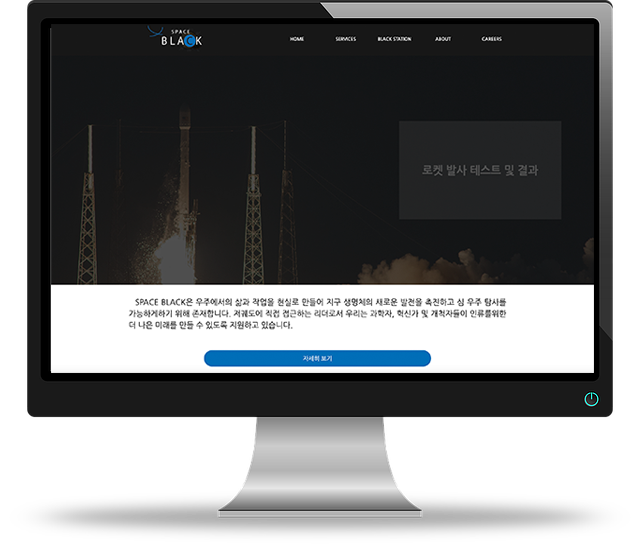 SPACE
BLACK
HOME SERVICES BLACK STATION ABOUT CAREERS
로켓 발사 테스트 및 결과
SPACE BLACK은 우주에서의 삶과 작업을 현실로 만들어 지구 생명체의 새로운 발전을 촉진하고 심 우주 탐사를
가능하게하기 위해 존재합니다. 저궤도에 직접 접근하는 리더로서 우리는 과학자, 혁신가 및 개척자들이 인류를위한
더 나은 미래를 만들 수 있도록 지원하고 있습니다.
자세히 보기